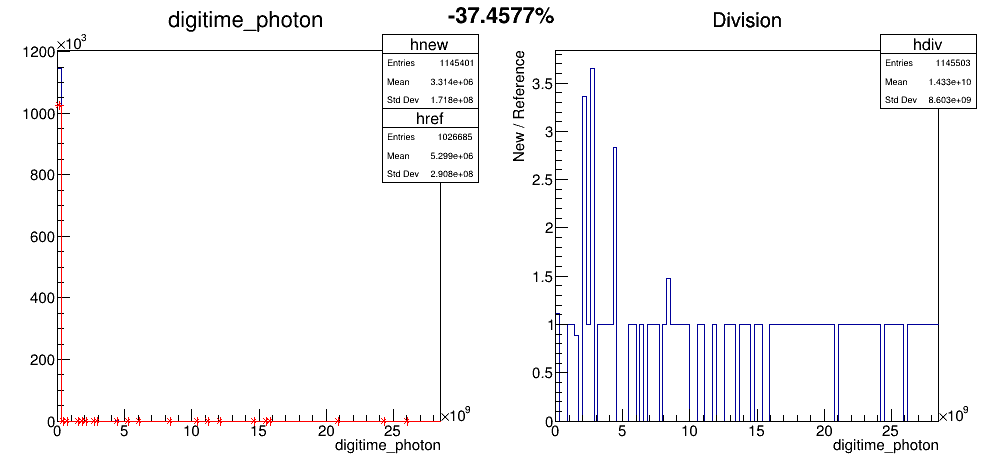 digitime_photon
-37.4577%
Division
×10³
hnew
Entries 1145401
Mean 3.314e+06
Std Dev 1.718e+08
href
Entries 1026685
Mean 5.299e+06
Std Dev 2.908e+08
1200
1000
800
600
400
200
0
0 5 10 15 20 25
×10⁹
digitime_photon
hdiv
Entries 1145503
Mean 1.433e+10
Std Dev 8.603e+09
New / Reference
3.5
3
2.5
2
1.5
1
0.5
0
0 5 10 15 20 25
×10⁹
digitime_photon